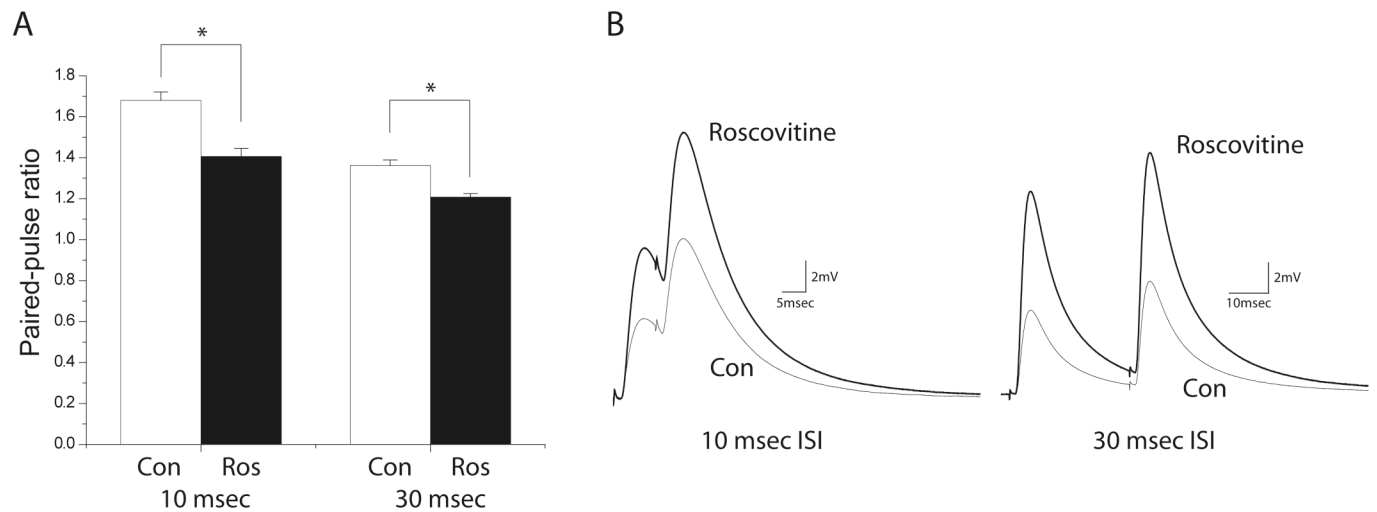 A
*
*
1.8
1.6
1.4
1.2
1.0
0.8
0.6
0.4
0.2
0.0
Paired-pulse ratio
Con Ros Con Ros
10 msec 30 msec
B
Roscovitine
2mV
5msec
Con
10 msec ISI
Roscovitine
2mV
10msec
Con
30 msec ISI